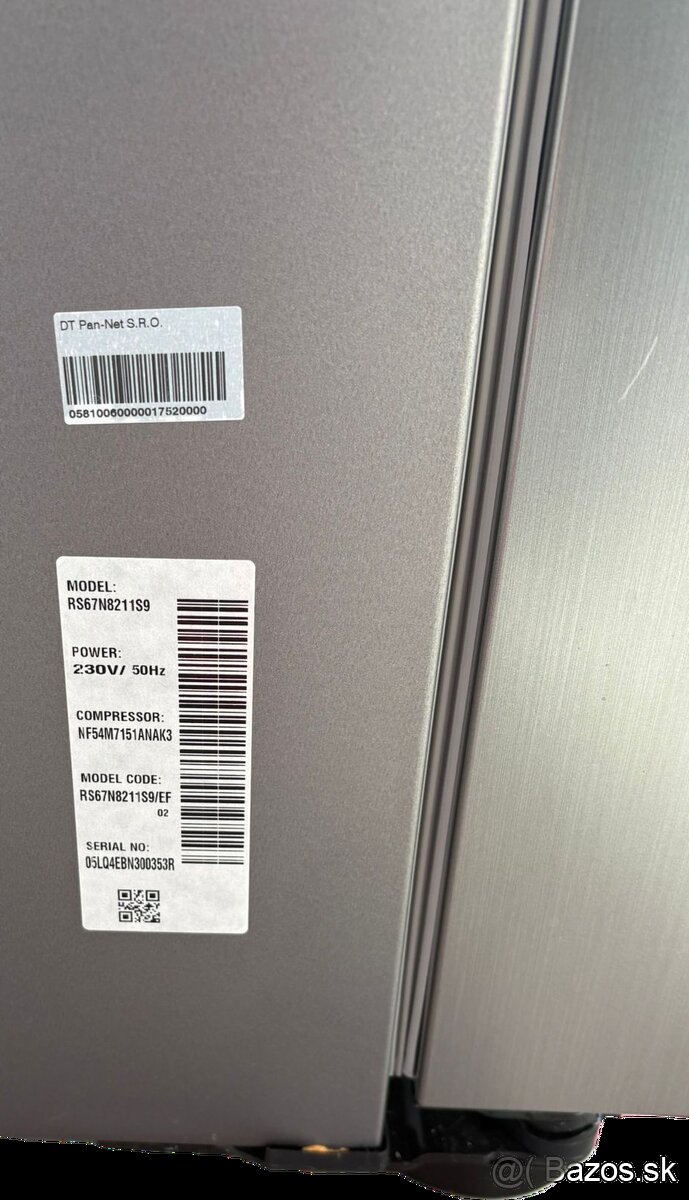 DT Pan-Net S.R.O.
05810060000017520000
MODEL:
RS67N8211S9
POWER:
230V/ 50Hz
COMPRESSOR:
NF54M7151ANAK3
MODEL CODE:
RS67N8211S9/EF
02
SERIAL NO:
05LQ4EBN300353R
@( Bazos.sk